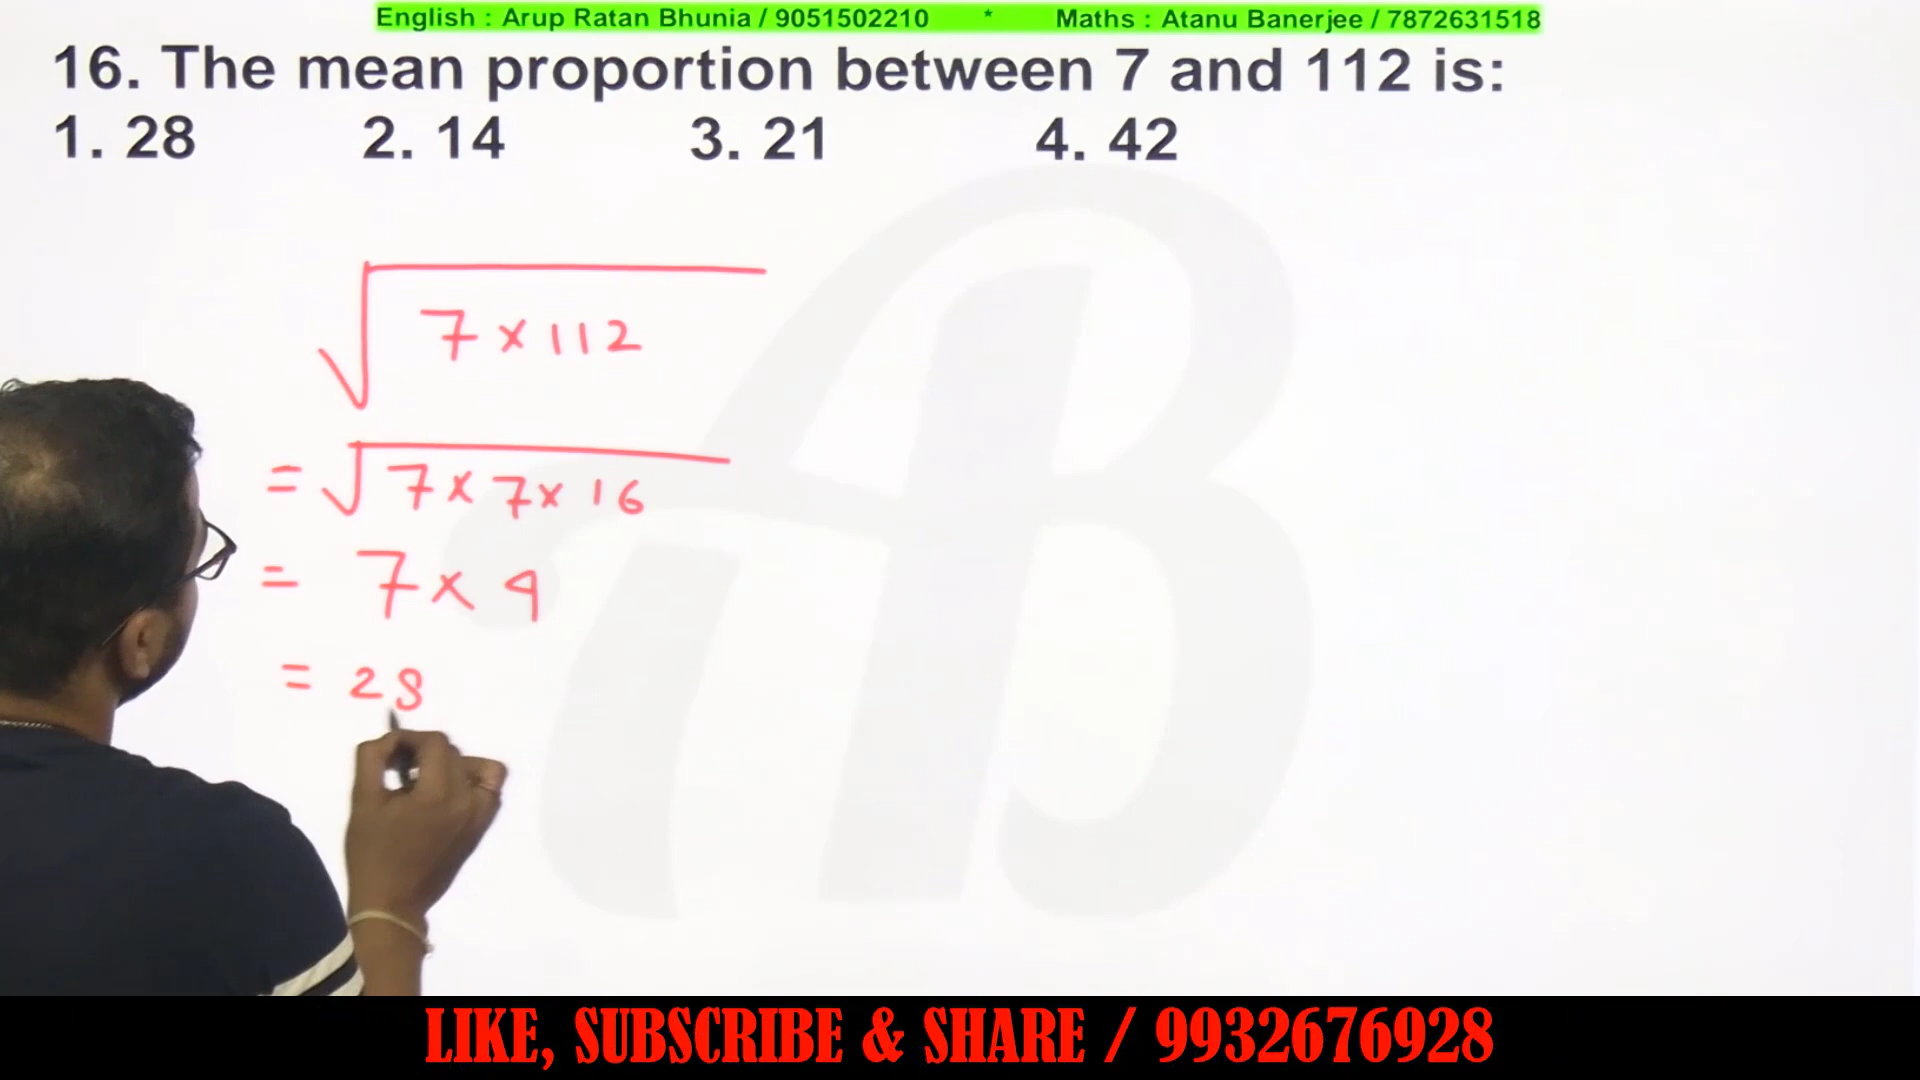 English : Arup Ratan Bhunia / 9051502210 * Maths : Atanu Banerjee / 7872631518
16. The mean proportion between 7 and 112 is:
1. 28 2. 14 3. 21 4. 42
√7 × 112
= √7 × 7 × 16
= 7 × 4
= 28
AB
LIKE, SUBSCRIBE & SHARE / 9932676928